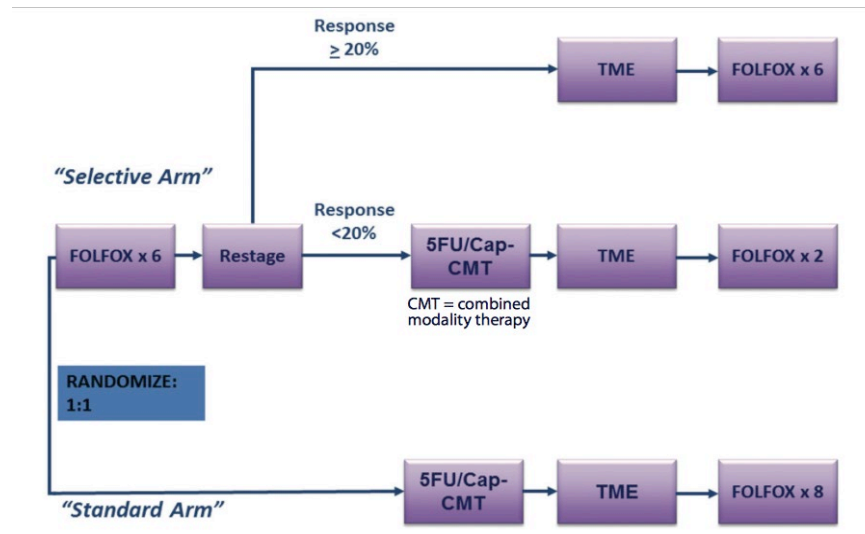 Response
≥ 20%
TME
FOLFOX x 6
“Selective Arm”
FOLFOX x 6
Restage
Response
<20%
5FU/Cap-
CMT
TME
FOLFOX x 2
CMT = combined
modality therapy
RANDOMIZE:
1:1
5FU/Cap-
CMT
TME
FOLFOX x 8
“Standard Arm”